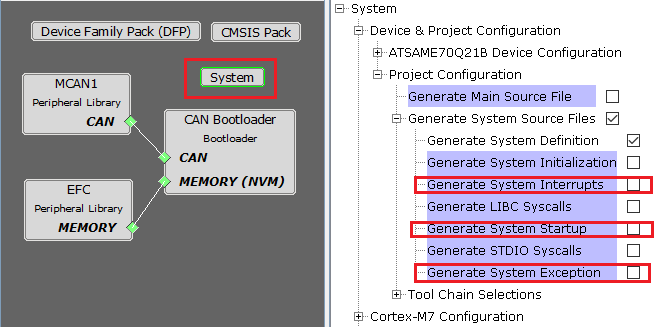 Device Family Pack (DFP)
CMSIS Pack
System
MCAN1
Peripheral Library
CAN
CAN Bootloader
Bootloader
CAN
MEMORY (NVM)
EFC
Peripheral Library
MEMORY
System
Device & Project Configuration
ATSAME70Q21B Device Configuration
Project Configuration
Generate Main Source File
Generate System Source Files
Generate System Definition
Generate System Initialization
Generate System Interrupts
Generate LIBC Syscalls
Generate System Startup
Generate STDIO Syscalls
Generate System Exception
Tool Chain Selections
Cortex-M7 Configuration